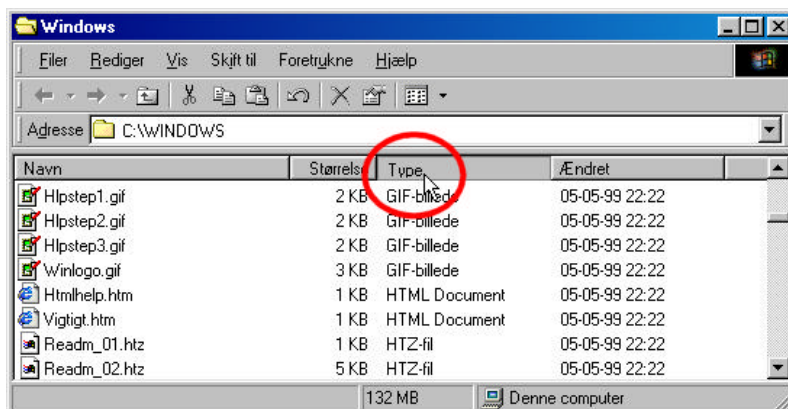 Windows
Filer Rediger Vis Skift til Foretrukne Hjælp
Adresse C:\WINDOWS
Navn Størrelse Type Ændret
Hlpstep1.gif 2 KB GIF-billede 05-05-99 22:22
Hlpstep2.gif 2 KB GIF-billede 05-05-99 22:22
Hlpstep3.gif 2 KB GIF-billede 05-05-99 22:22
Winlogo.gif 3 KB GIF-billede 05-05-99 22:22
Htmlhelp.htm 1 KB HTML Document 05-05-99 22:22
Vigtigt.htm 1 KB HTML Document 05-05-99 22:22
Readm_01.htz 1 KB HTZ-fil 05-05-99 22:22
Readm_02.htz 5 KB HTZ-fil 05-05-99 22:22
132 MB Denne computer